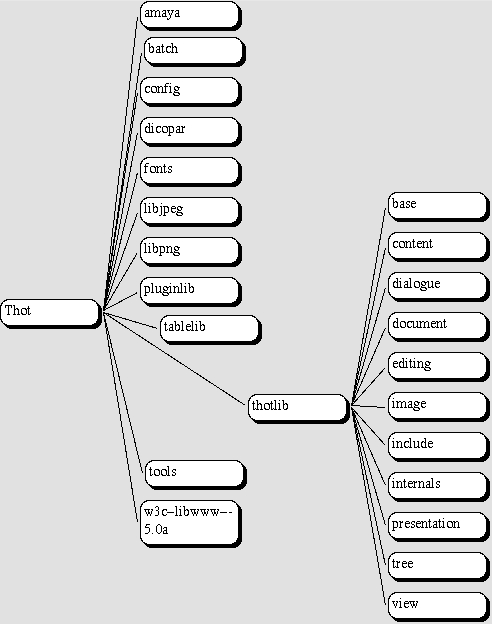 Thot
amaya
batch
config
dicopar
fonts
libjpeg
libpng
pluginlib
tablelib
thotlib
tools
w3c–libwww–-
5.0a
base
content
dialogue
document
editing
image
include
internals
presentation
tree
view